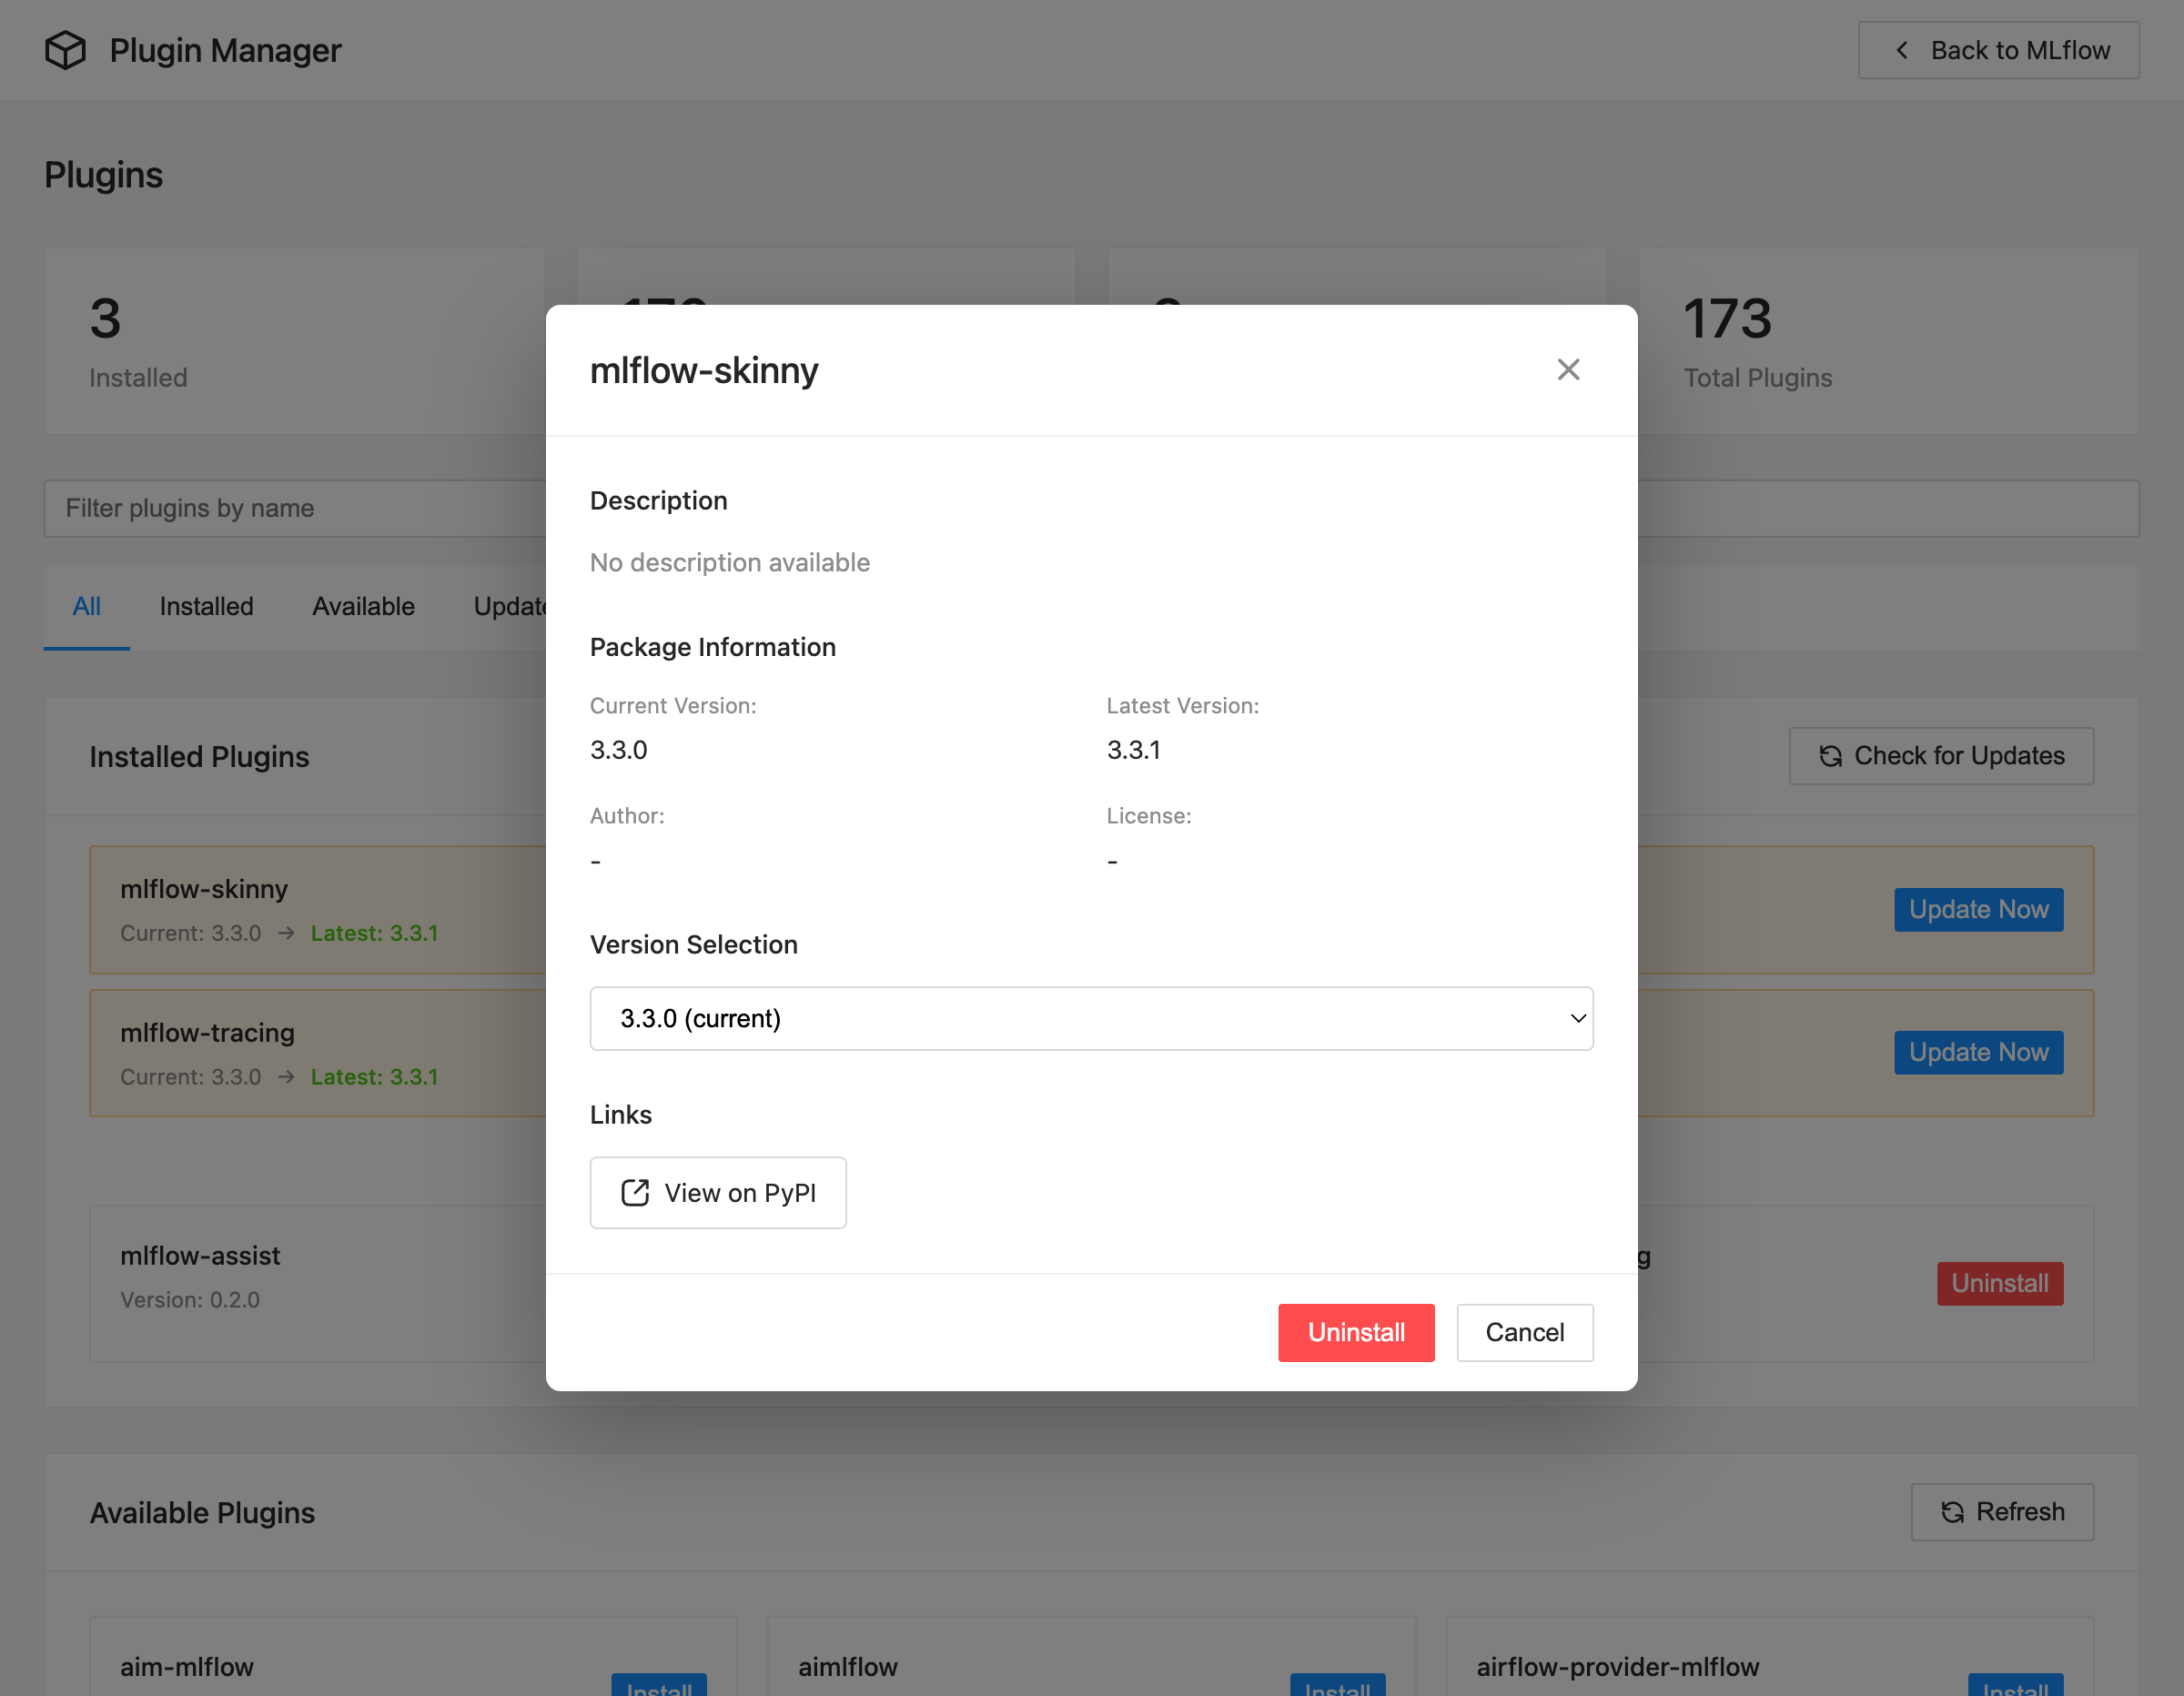 Plugin Manager
Back to MLflow
Plugins
3
Installed
173
Total Plugins
Filter plugins by name
All
Installed
Available
mlflow-skinny
Description
No description available
Package Information
Current Version:
Latest Version:
3.3.0
3.3.1
Author:
License:
-
-
Version Selection
3.3.0 (current)
Links
View on PyPI
Uninstall
Cancel
Installed Plugins
Check for Updates
mlflow-skinny
Current: 3.3.0 → Latest: 3.3.1
Update Now
mlflow-tracing
Current: 3.3.0 → Latest: 3.3.1
Update Now
mlflow-assist
Version: 0.2.0
g
Uninstall
Available Plugins
Refresh
aim-mlflow
Install
aimlflow
Install
airflow-provider-mlflow
Install